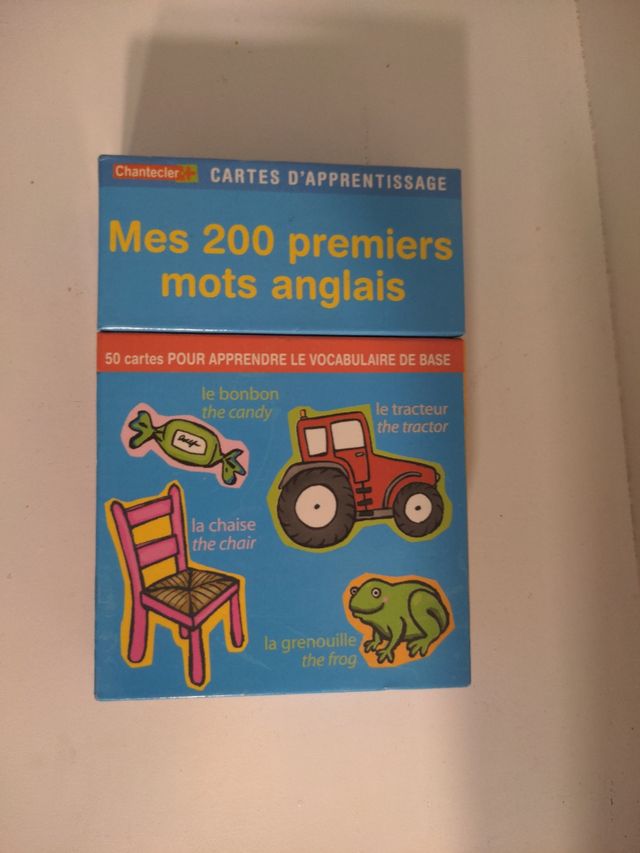 Chantecler+ CARTES D'APPRENTISSAGE
Mes 200 premiers
mots anglais
50 cartes POUR APPRENDRE LE VOCABULAIRE DE BASE
le bonbon
the candy
le tracteur
the tractor
la chaise
the chair
la grenouille
the frog